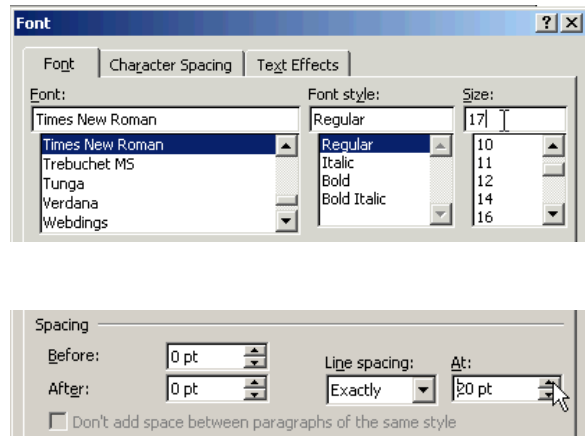 Font
? X
Font Character Spacing Text Effects
Font: Font style: Size:
Times New Roman Regular 17
Times New Roman Regular 10
Trebuchet MS Italic 11
Tunga Bold 12
Verdana Bold Italic 14
Webdings 16
Spacing
Before: 0 pt Line spacing: At:
After: 0 pt Exactly 20 pt
Don't add space between paragraphs of the same style